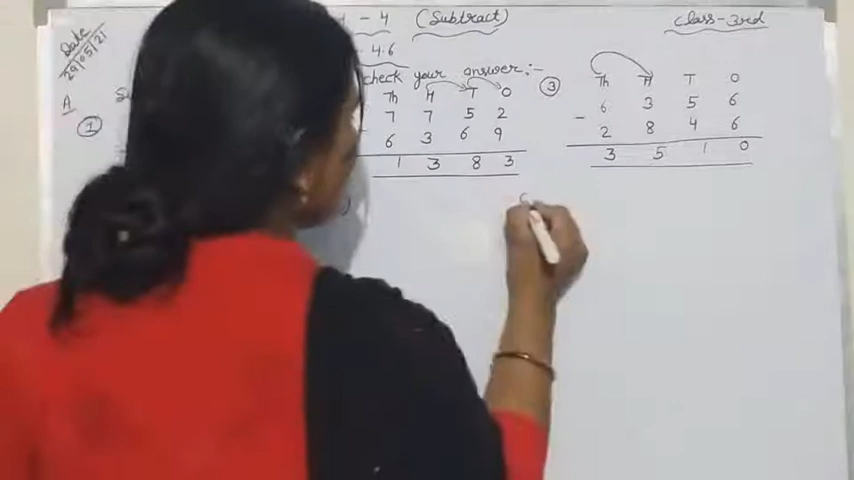 - 4 (Subtract) class-3rd
Date 29/05/21
4.6
check your answer:-
A
①
Th H T O
7 7 5 2
6 3 6 9
1 3 8 3
③ Th H T O
6 3 5 6
- 2 8 4 6
3 5 1 0